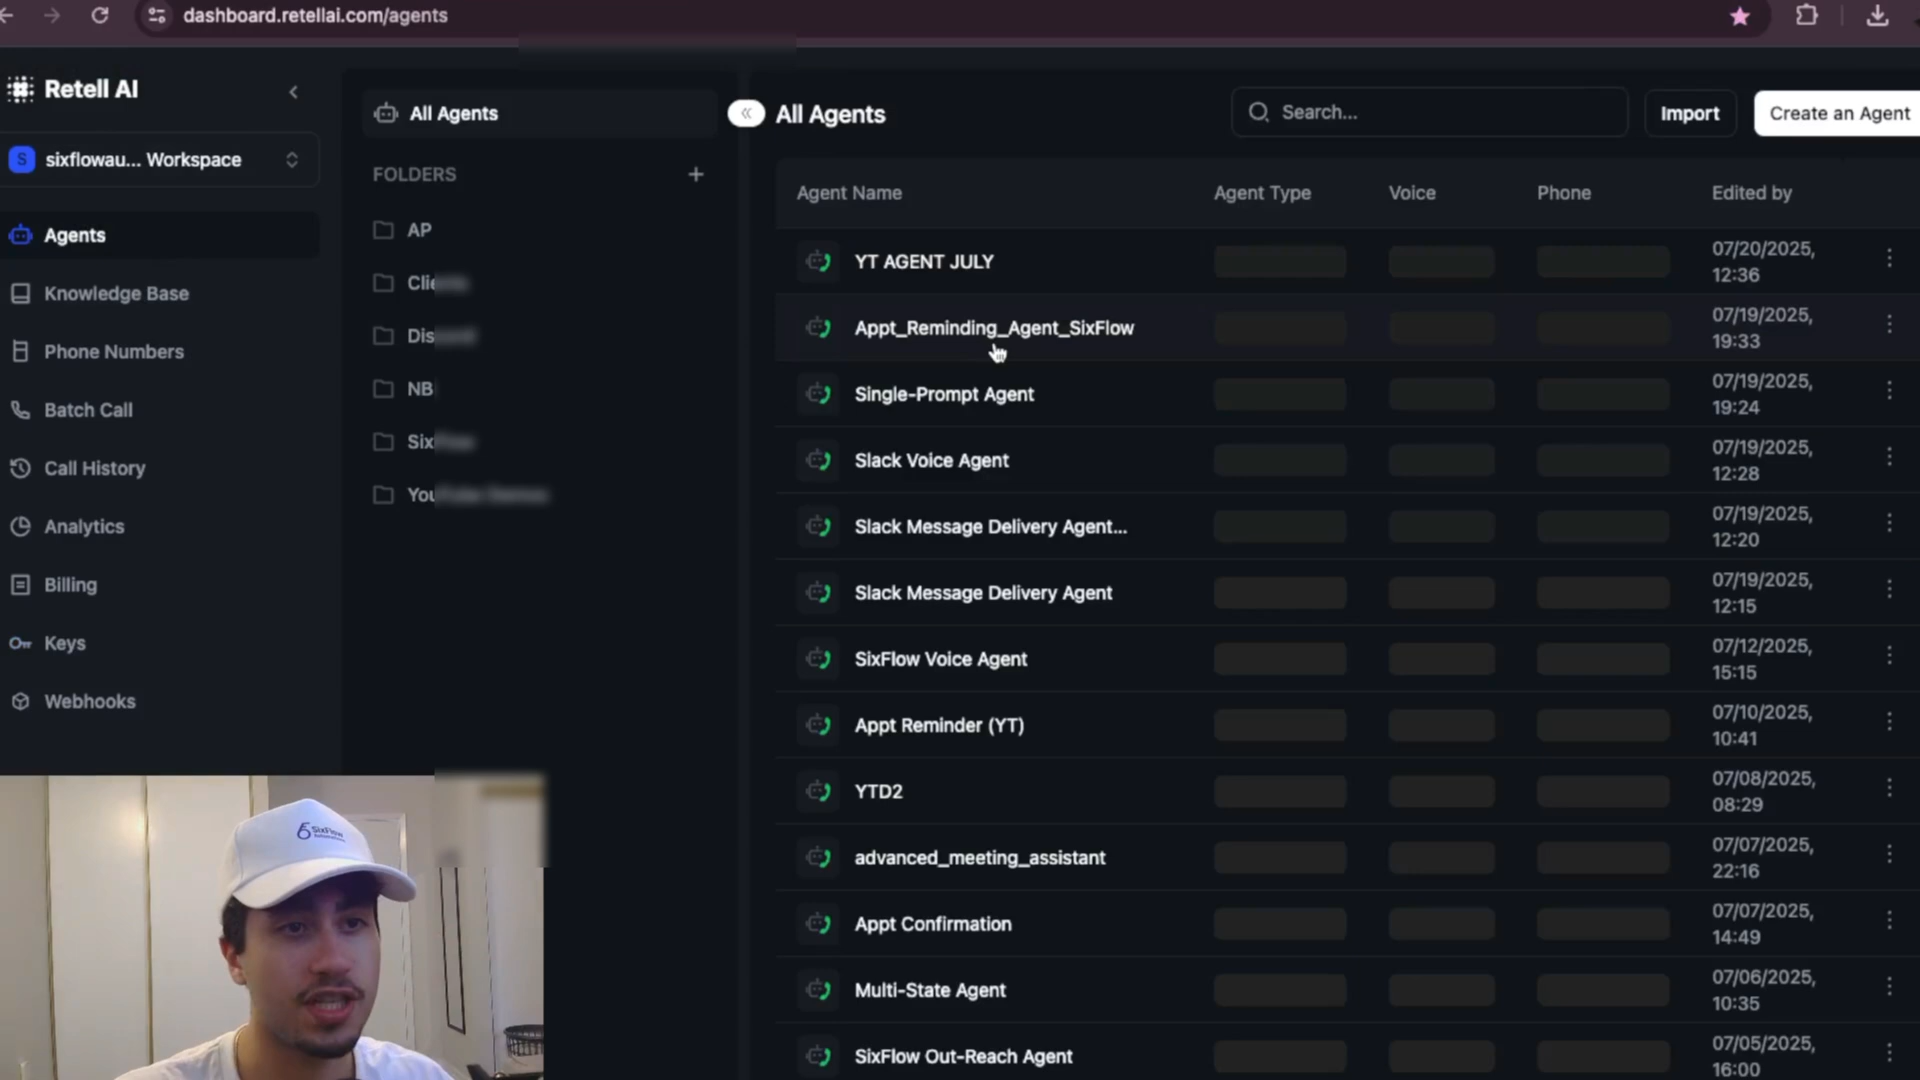 dashboard.retellai.com/agents
Retell AI
S
sixflowau... Workspace
Agents
Knowledge Base
Phone Numbers
Batch Call
Call History
Analytics
Billing
Keys
Webhooks
All Agents
FOLDERS
AP
NB
All Agents
Search...
Import
Create an Agent
Agent Name
Agent Type
Voice
Phone
Edited by
YT AGENT JULY
07/20/2025,
12:36
Appt_Reminding_Agent_SixFlow
07/19/2025,
19:33
Single-Prompt Agent
07/19/2025,
19:24
Slack Voice Agent
07/19/2025,
12:28
Slack Message Delivery Agent...
07/19/2025,
12:20
Slack Message Delivery Agent
07/19/2025,
12:15
SixFlow Voice Agent
07/12/2025,
15:15
Appt Reminder (YT)
07/10/2025,
10:41
YTD2
07/08/2025,
08:29
advanced_meeting_assistant
07/07/2025,
22:16
Appt Confirmation
07/07/2025,
14:49
Multi-State Agent
07/06/2025,
10:35
SixFlow Out-Reach Agent
07/05/2025,
16:00
6 SixFlow